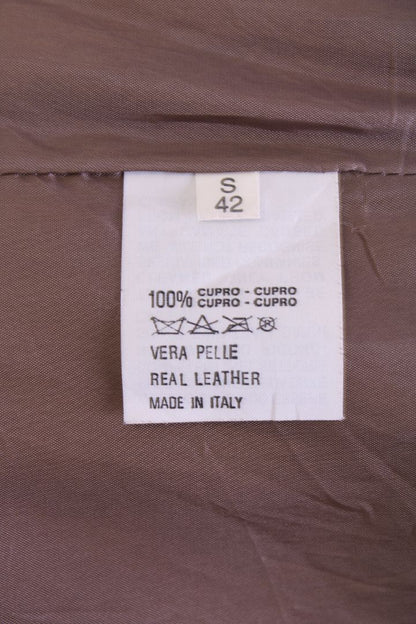 S
42
100% CUPRO - CUPRO
CUPRO - CUPRO
VERA PELLE
REAL LEATHER
MADE IN ITALY